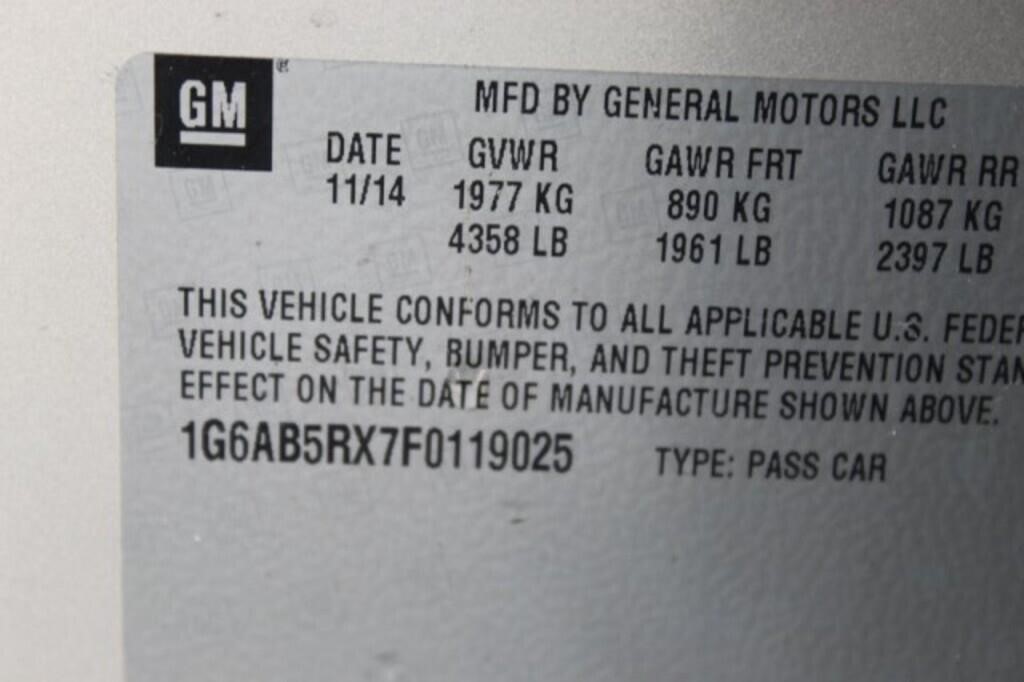 GM ®
MFD BY GENERAL MOTORS LLC
DATE GVWR GAWR FRT GAWR RR
11/14 1977 KG 890 KG 1087 KG
4358 LB 1961 LB 2397 LB
THIS VEHICLE CONFORMS TO ALL APPLICABLE U.S. FEDER
VEHICLE SAFETY, BUMPER, AND THEFT PREVENTION STAN
EFFECT ON THE DATE OF MANUFACTURE SHOWN ABOVE.
1G6AB5RX7F0119025 TYPE: PASS CAR